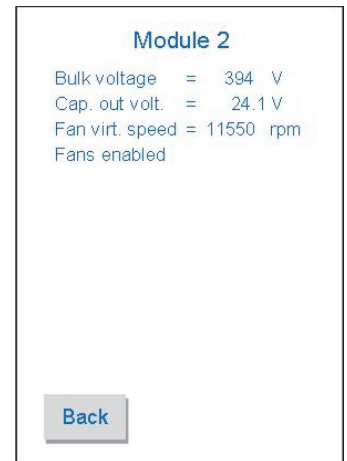 Module 2
Bulk voltage = 394 V
Cap. out volt. = 24.1 V
Fan virt. speed = 11550 rpm
Fans enabled
Back